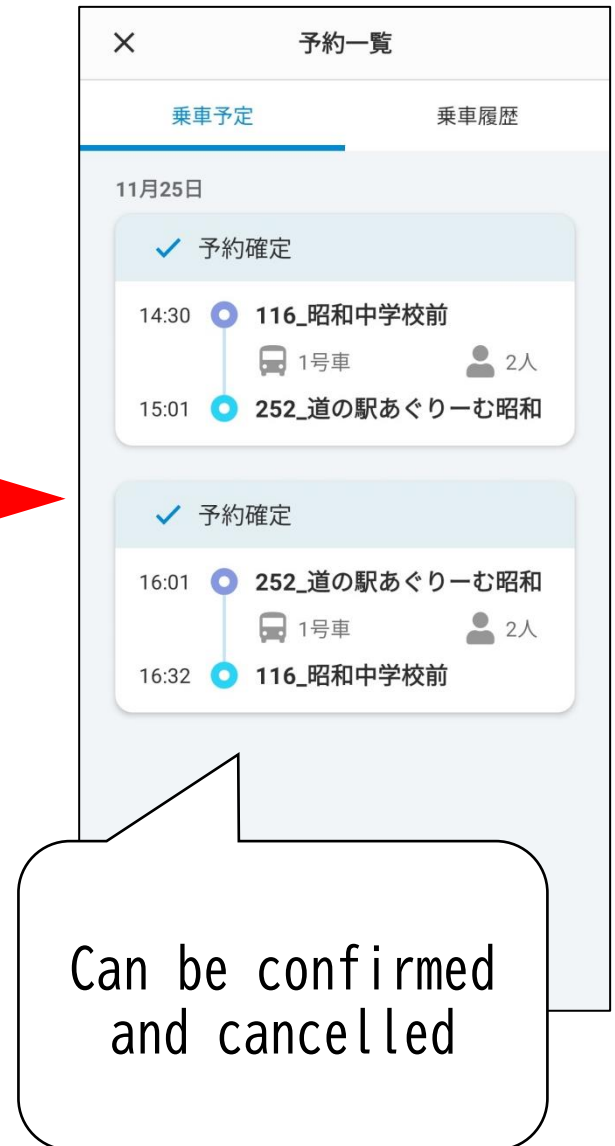 予約一覧
乗車予定 乗車履歴
11月25日
予約確定
14:30 116_昭和中学校前
1号車 2人
15:01 252_道の駅あぐりーむ昭和
予約確定
16:01 252_道の駅あぐりーむ昭和
1号車 2人
16:32 116_昭和中学校前
Can be confirmed
and cancelled